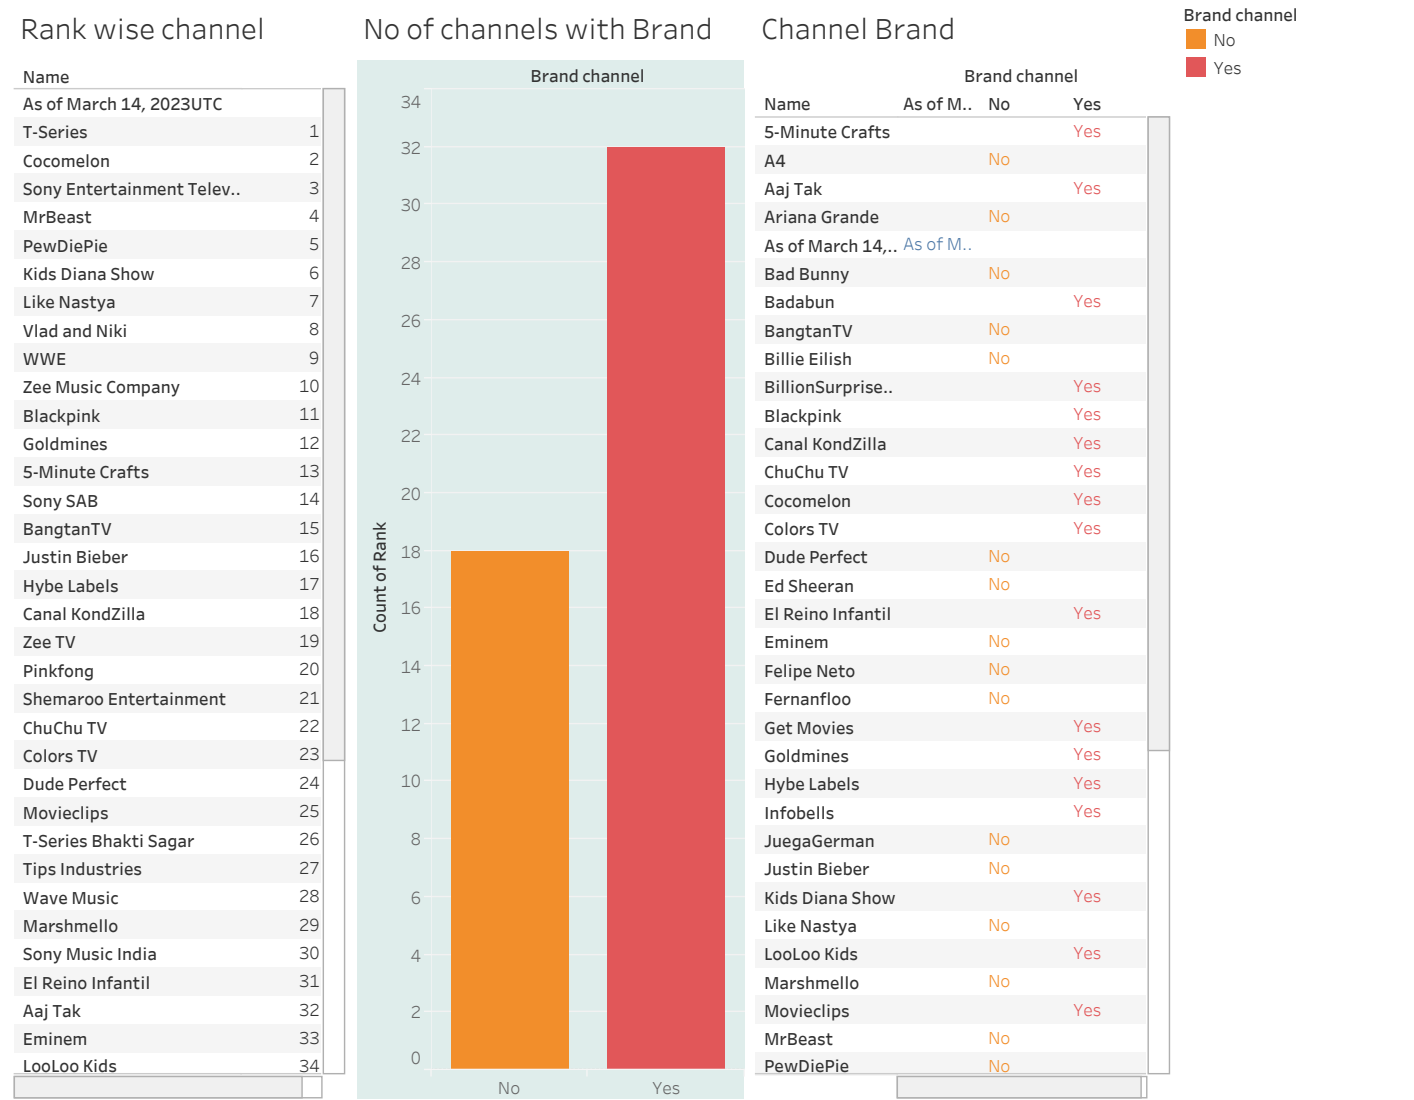 Rank wise channel
Name
As of March 14, 2023UTC
T-Series 1
Cocomelon 2
Sony Entertainment Telev.. 3
MrBeast 4
PewDiePie 5
Kids Diana Show 6
Like Nastya 7
Vlad and Niki 8
WWE 9
Zee Music Company 10
Blackpink 11
Goldmines 12
5-Minute Crafts 13
Sony SAB 14
BangtanTV 15
Justin Bieber 16
Hybe Labels 17
Canal KondZilla 18
Zee TV 19
Pinkfong 20
Shemaroo Entertainment 21
ChuChu TV 22
Colors TV 23
Dude Perfect 24
Movieclips 25
T-Series Bhakti Sagar 26
Tips Industries 27
Wave Music 28
Marshmello 29
Sony Music India 30
El Reino Infantil 31
Aaj Tak 32
Eminem 33
LooLoo Kids 34
No of channels with Brand
Brand channel
34
32
30
28
26
24
22
20
18
16
14
12
10
8
6
4
2
0
Count of Rank
No Yes
Channel Brand
Brand channel
Name As of M.. No Yes
5-Minute Crafts Yes
A4 No
Aaj Tak Yes
Ariana Grande No
As of March 14,.. As of M..
Bad Bunny No
Badabun Yes
BangtanTV No
Billie Eilish No
BillionSurprise.. Yes
Blackpink Yes
Canal KondZilla Yes
ChuChu TV Yes
Cocomelon Yes
Colors TV Yes
Dude Perfect No
Ed Sheeran No
El Reino Infantil Yes
Eminem No
Felipe Neto No
Fernanfloo No
Get Movies Yes
Goldmines Yes
Hybe Labels Yes
Infobells Yes
JuegaGerman No
Justin Bieber No
Kids Diana Show Yes
Like Nastya No
LooLoo Kids Yes
Marshmello No
Movieclips Yes
MrBeast No
PewDiePie No
Brand channel
No
Yes